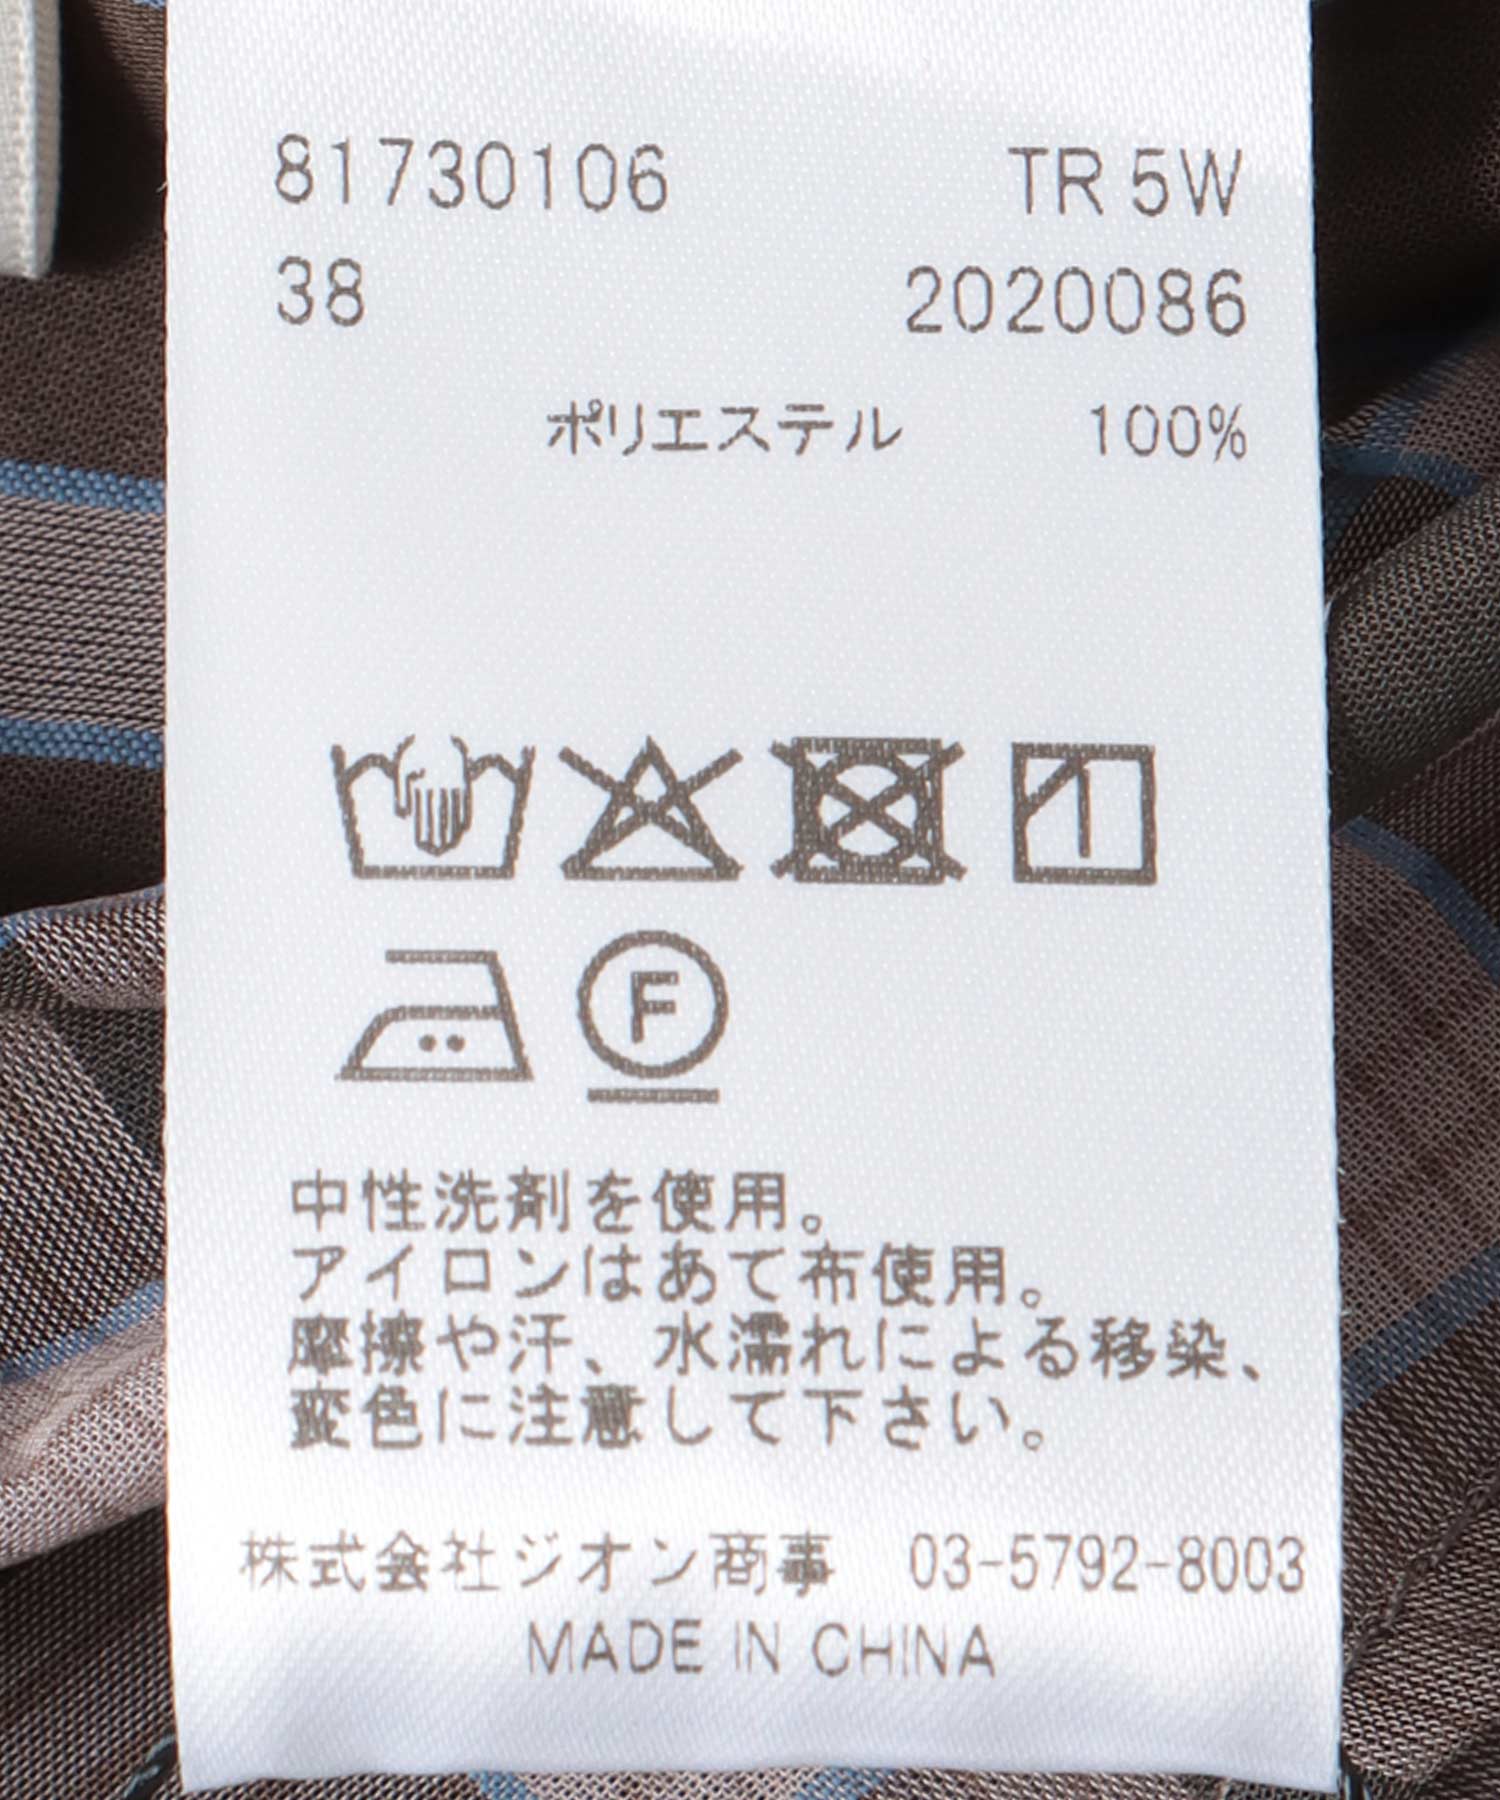 81730106 TR 5W
38 2020086
ポリエステル 100%
F
中性洗剤を使用。
アイロンはあて布使用。
摩擦や汗、水濡れによる移染、
変色に注意して下さい。
株式会社ジオン商事 03-5792-8003
MADE IN CHINA